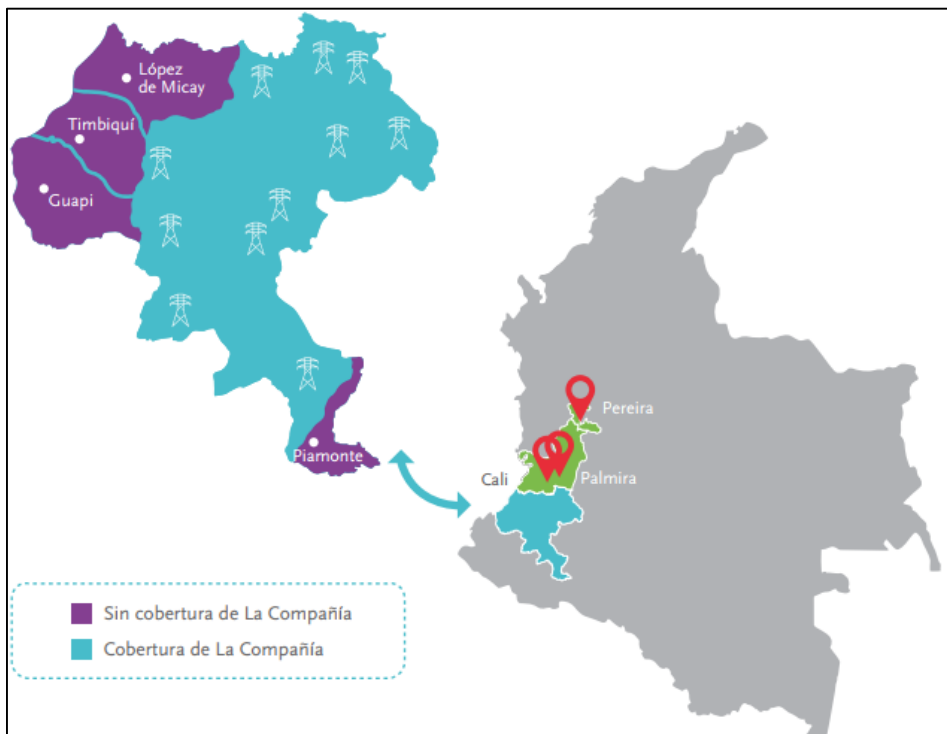 López
de Micay
Timbiquí
Guapi
Piamonte
Pereira
Cali
Palmira
Sin cobertura de La Compañía
Cobertura de La Compañía